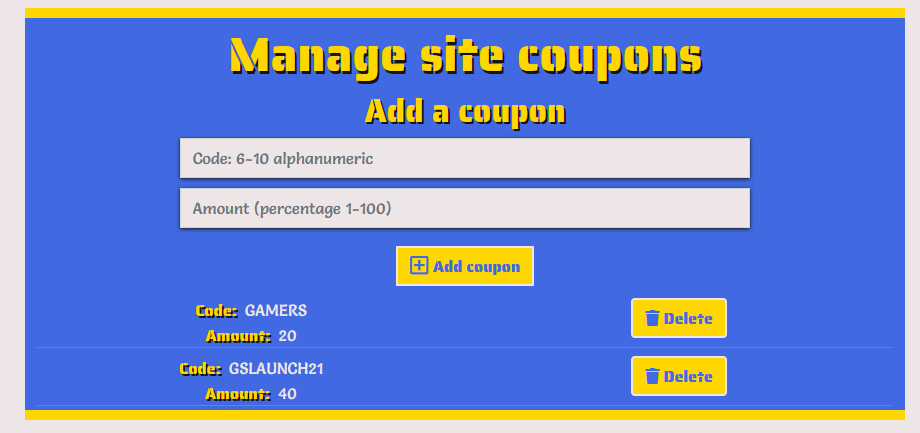 Manage site coupons
Add a coupon
Code: 6-10 alphanumeric
Amount (percentage 1-100)
Add coupon
Code: GAMERS
Delete
Amount: 20
Code: GSLAUNCH21
Delete
Amount: 40